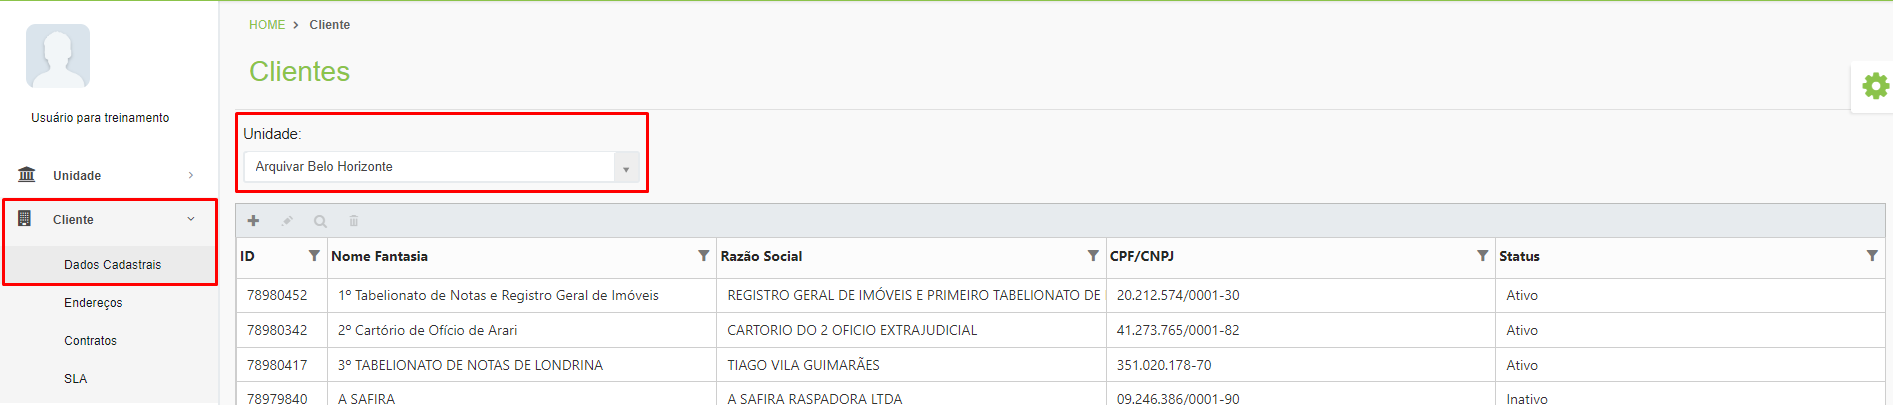 HOME > Cliente
Clientes
Usuário para treinamento
Unidade
Cliente
Dados Cadastrais
Endereços
Contratos
SLA
Unidade:
Arquivar Belo Horizonte
ID Nome Fantasia Razão Social CPF/CNPJ Status
78980452 1º Tabelionato de Notas e Registro Geral de Imóveis REGISTRO GERAL DE IMÓVEIS E PRIMEIRO TABELIONATO DE 20.212.574/0001-30 Ativo
78980342 2º Cartório de Ofício de Arari CARTORIO DO 2 OFICIO EXTRAJUDICIAL 41.273.765/0001-82 Ativo
78980417 3º TABELIONATO DE NOTAS DE LONDRINA TIAGO VILA GUIMARÃES 351.020.178-70 Ativo
78979840 A SAFIRA A SAFIRA RASPADORA LTDA 09.246.386/0001-90 Inativo